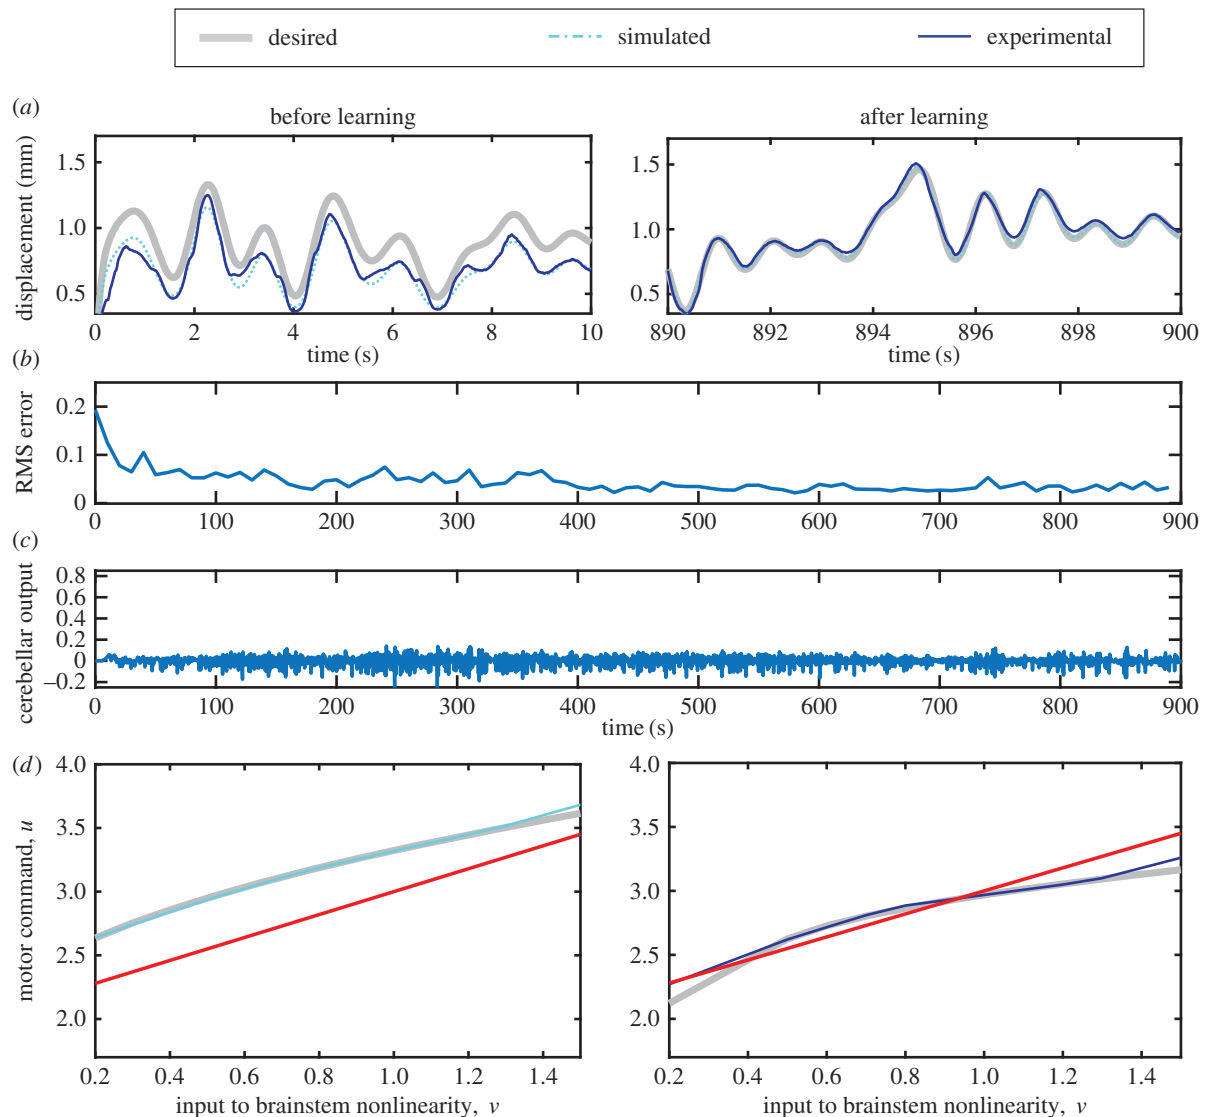 desired simulated experimental
(a)
before learning after learning
displacement (mm)
1.5
1.0
0.5
0 2 4 6 8 10
time (s)
1.5
1.0
0.5
890 892 894 896 898 900
time (s)
(b)
RMS error
0.2
0.1
0
0 100 200 300 400 500 600 700 800 900
(c)
cerebellar output
0.8
0.6
0.4
0.2
0
–0.2
0 100 200 300 400 500 600 700 800 900
time (s)
(d)
motor command, u
4.0
3.5
3.0
2.5
2.0
0.2 0.4 0.6 0.8 1.0 1.2 1.4
input to brainstem nonlinearity, v
4.0
3.5
3.0
2.5
2.0
0.2 0.4 0.6 0.8 1.0 1.2 1.4
input to brainstem nonlinearity, v